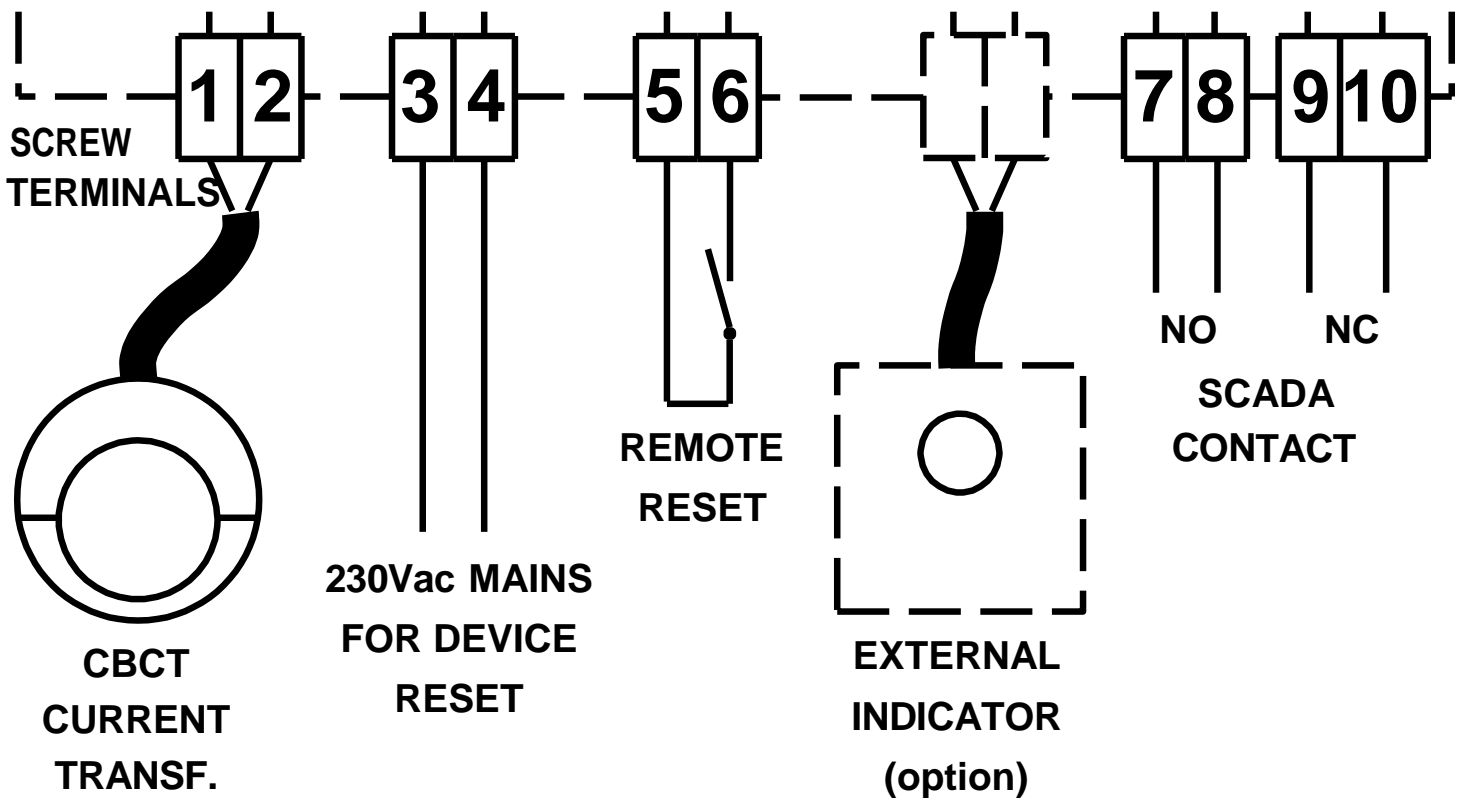 1 2 3 4 5 6 7 8 9 10
SCREW
TERMINALS
CBCT
CURRENT
TRANSF.
230Vac MAINS
FOR DEVICE
RESET
REMOTE
RESET
EXTERNAL
INDICATOR
(option)
NO NC
SCADA
CONTACT